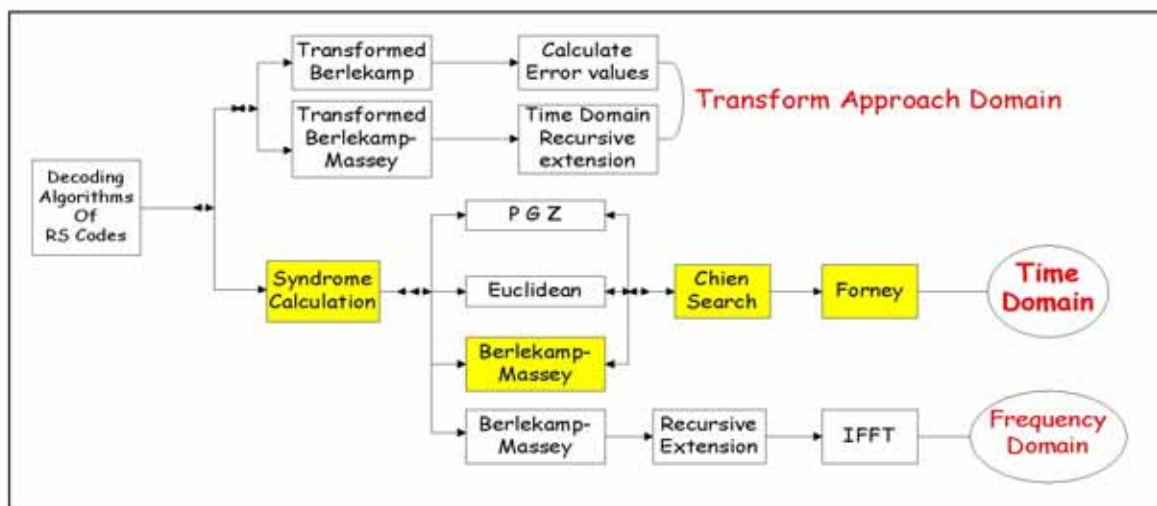 Transformed
Berlekamp
Calculate
Error values
Transform Approach Domain
Transformed
Berlekamp-
Massey
Time Domain
Recursive
extension
Decoding
Algorithms
Of
RS Codes
P G Z
Syndrome
Calculation
Euclidean
Chien
Search
Forney
Time
Domain
Berlekamp-
Massey
Berlekamp-
Massey
Recursive
Extension
IFFT
Frequency
Domain